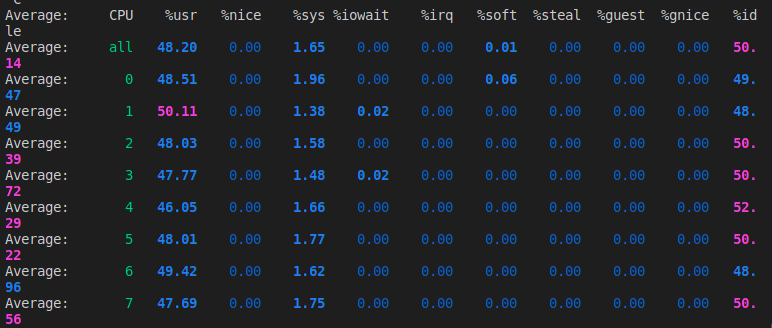 C
Average:     CPU    %usr   %nice    %sys %iowait    %irq   %soft  %steal  %guest  %gnice   %id
le
Average:     all   48.20    0.00    1.65    0.00    0.00    0.01    0.00    0.00    0.00   50.
14
Average:       0   48.51    0.00    1.96    0.00    0.00    0.06    0.00    0.00    0.00   49.
47
Average:       1   50.11    0.00    1.38    0.02    0.00    0.00    0.00    0.00    0.00   48.
49
Average:       2   48.03    0.00    1.58    0.00    0.00    0.00    0.00    0.00    0.00   50.
39
Average:       3   47.77    0.00    1.48    0.02    0.00    0.00    0.00    0.00    0.00   50.
72
Average:       4   46.05    0.00    1.66    0.00    0.00    0.00    0.00    0.00    0.00   52.
29
Average:       5   48.01    0.00    1.77    0.00    0.00    0.00    0.00    0.00    0.00   50.
22
Average:       6   49.42    0.00    1.62    0.00    0.00    0.00    0.00    0.00    0.00   48.
96
Average:       7   47.69    0.00    1.75    0.00    0.00    0.00    0.00    0.00    0.00   50.
56